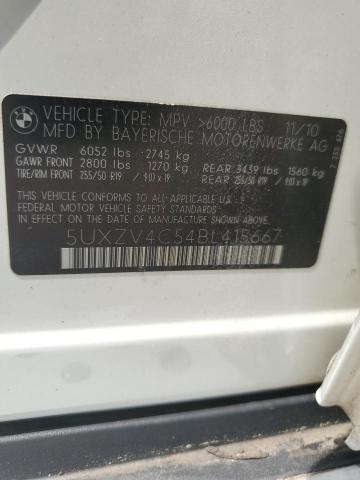 BMW
VEHICLE TYPE: MPV >6000 LBS 11/10
MFD BY BAYERISCHE MOTORENWERKE AG
GVWR 6052 lbs 2745 kg
GAWR FRONT 2800 lbs 1270 kg REAR 3439 lbs 1560 kg
TIRE/RIM FRONT 255/50 R19 / 9.0 x 19 REAR 255/50 R19 / 9.0 x 19
THIS VEHICLE CONFORMS TO ALL APPLICABLE U.S.
FEDERAL MOTOR VEHICLE SAFETY STANDARDS IN EFFECT ON
THE DATE OF MANUFACTURE SHOWN ABOVE.
5UXZV4C54BL415667